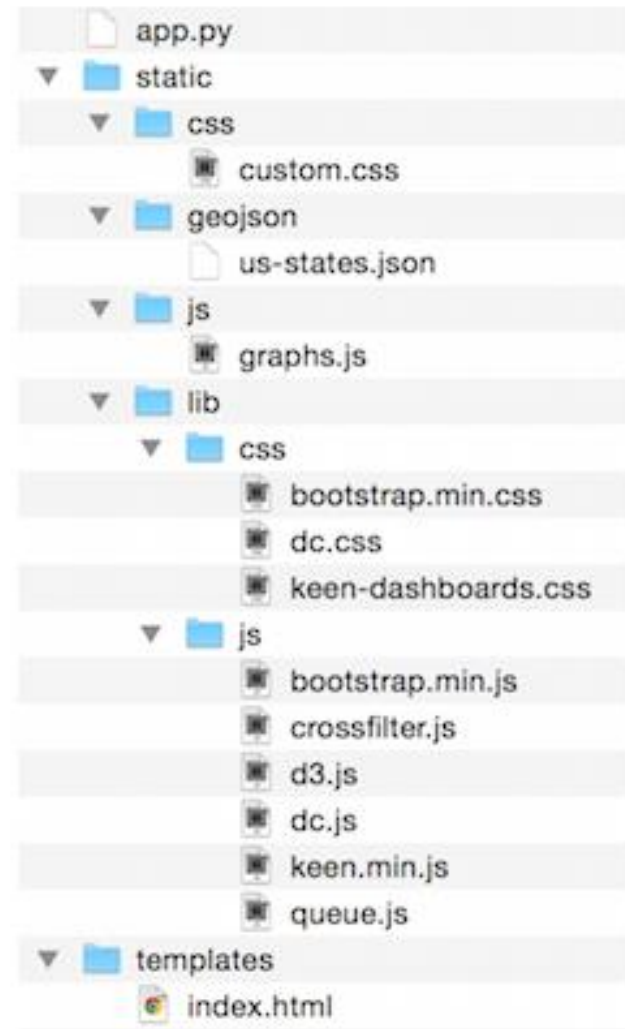 app.py
static
css
custom.css
geojson
us-states.json
js
graphs.js
lib
css
bootstrap.min.css
dc.css
keen-dashboards.css
js
bootstrap.min.js
crossfilter.js
d3.js
dc.js
keen.min.js
queue.js
templates
index.html